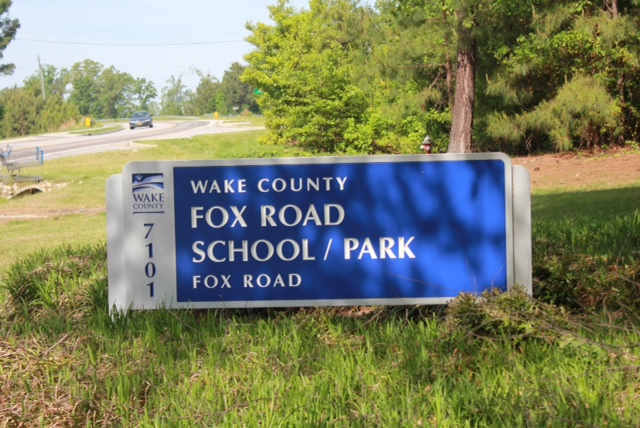 WAKE
COUNTY
7101
WAKE COUNTY
FOX ROAD
SCHOOL / PARK
FOX ROAD